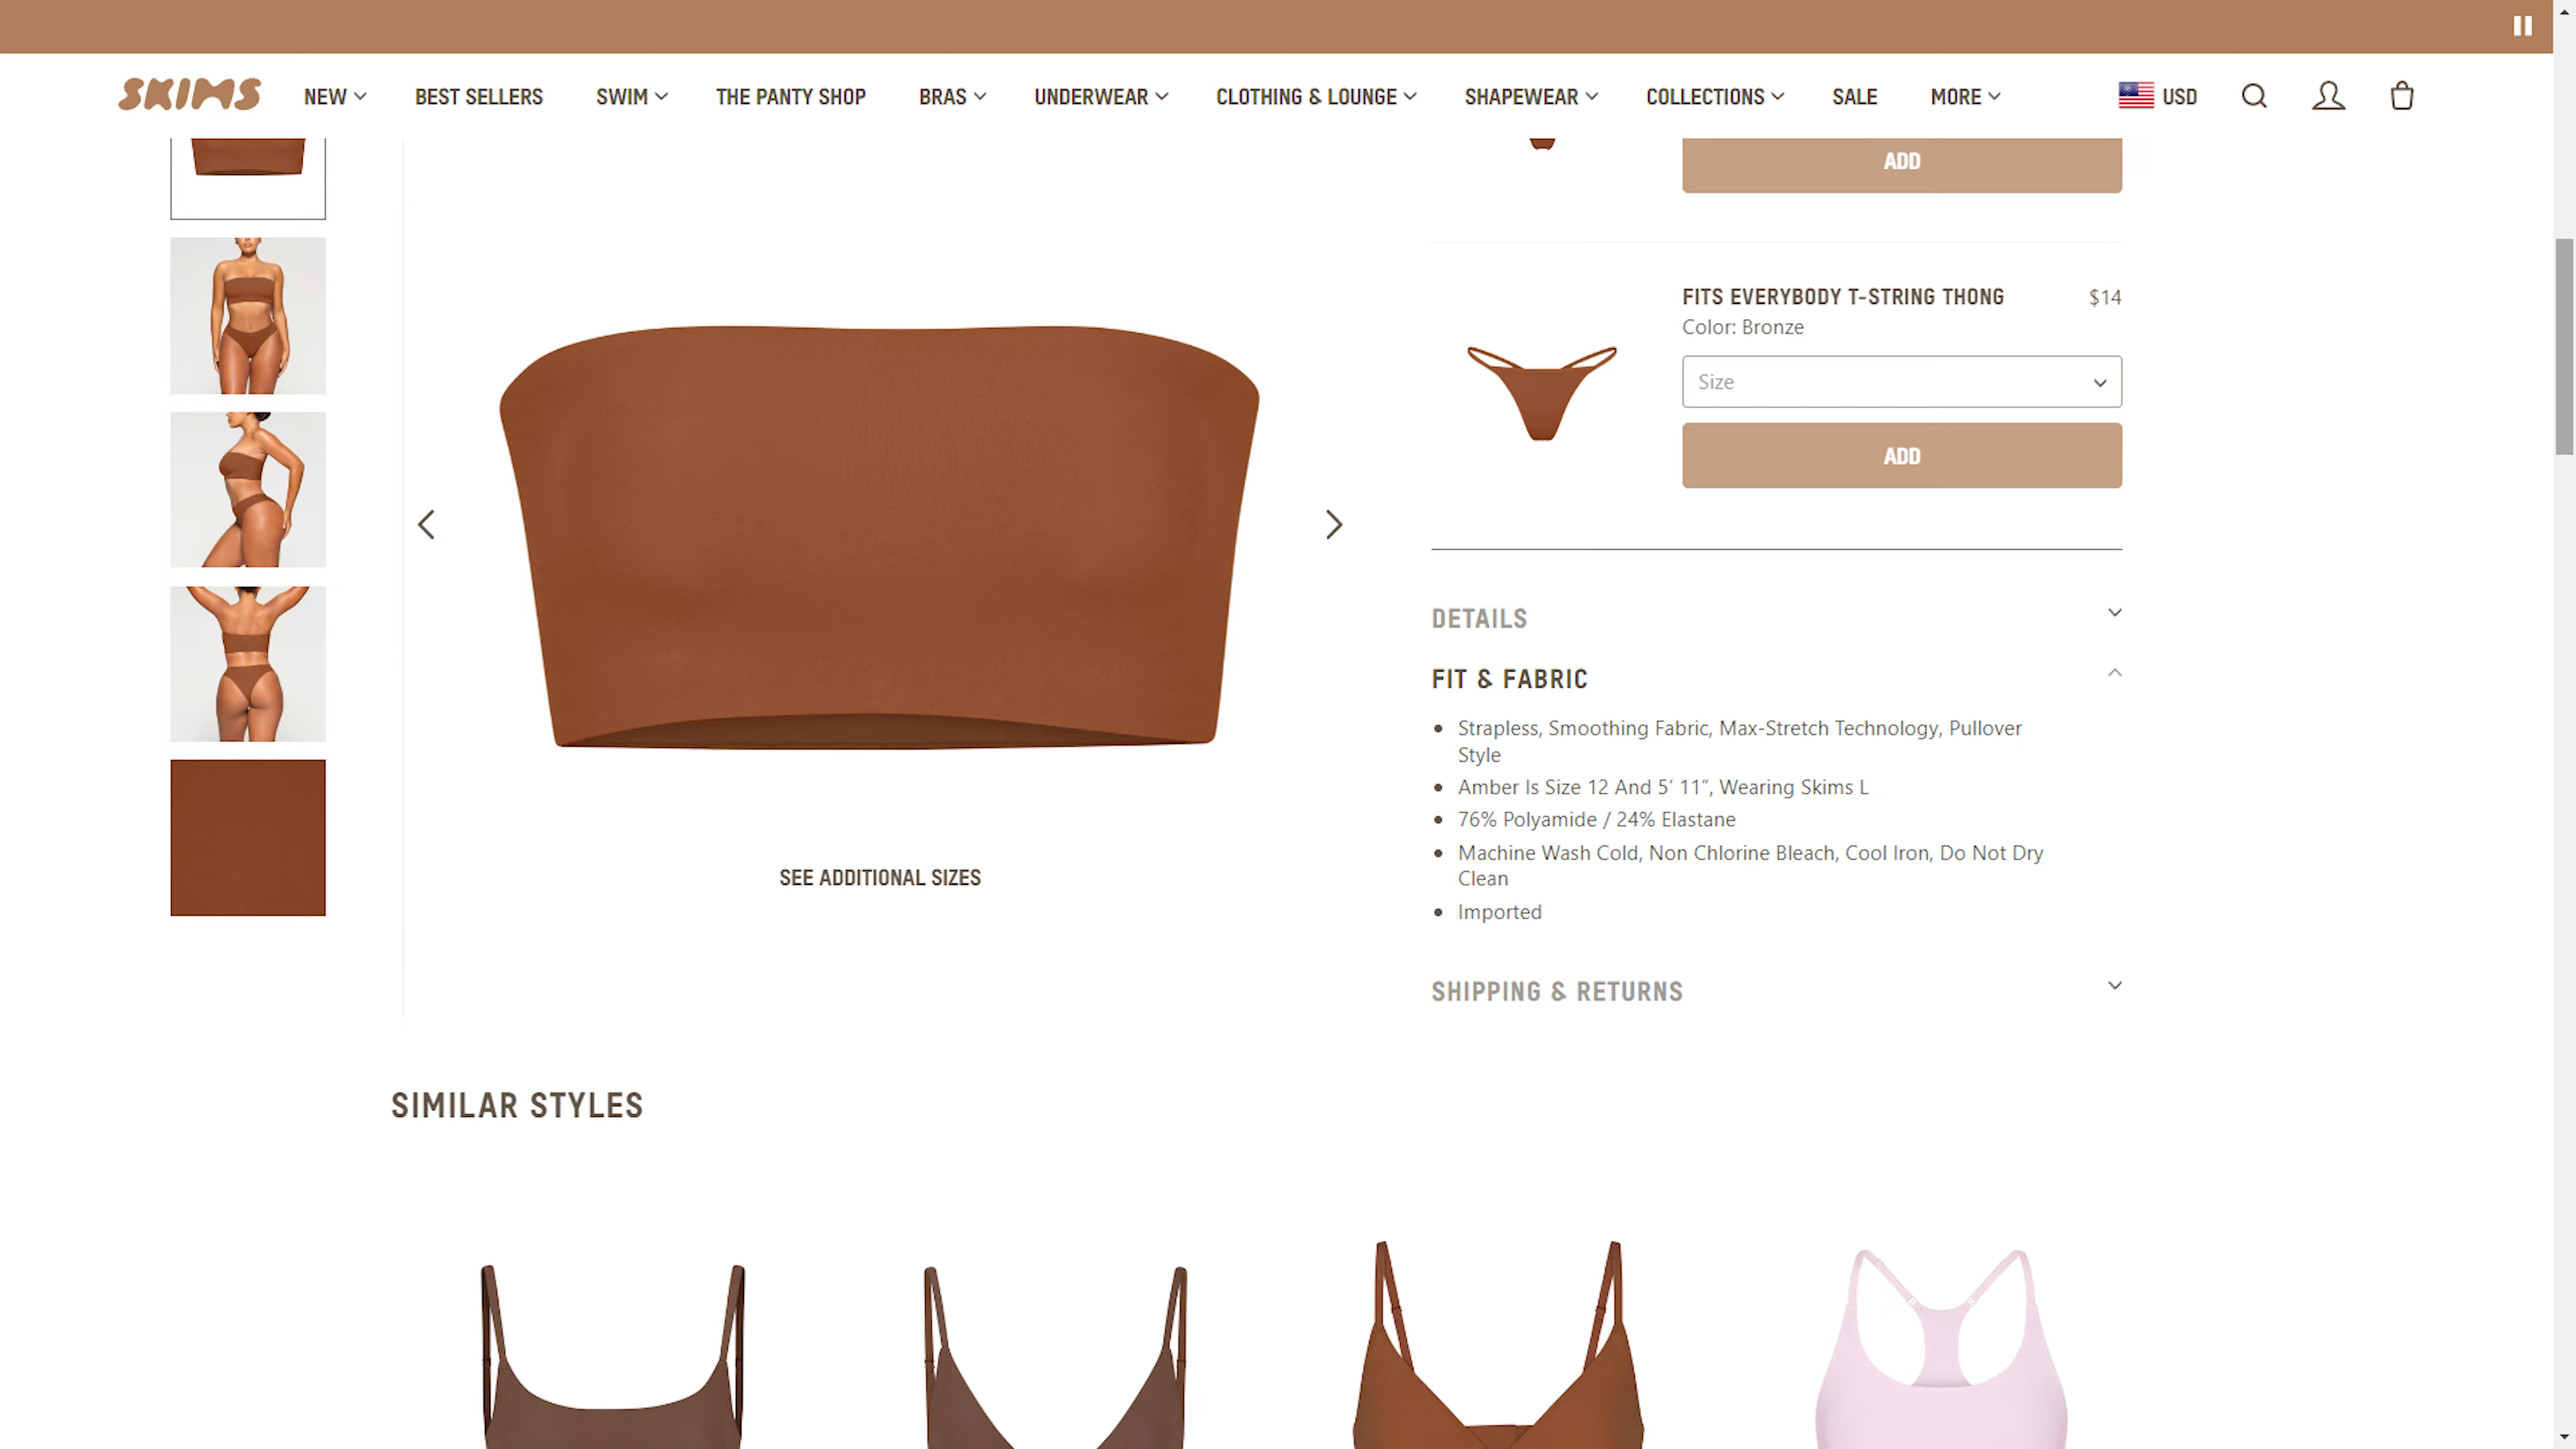 SKIMS
NEW
BEST SELLERS
SWIM
THE PANTY SHOP
BRAS
UNDERWEAR
CLOTHING & LOUNGE
SHAPEWEAR
COLLECTIONS
SALE
MORE
USD
ADD
FITS EVERYBODY T-STRING THONG
$14
Color: Bronze
Size
ADD
DETAILS
FIT & FABRIC
Strapless, Smoothing Fabric, Max-Stretch Technology, Pullover
Style
Amber Is Size 12 And 5’ 11”, Wearing Skims L
76% Polyamide / 24% Elastane
Machine Wash Cold, Non Chlorine Bleach, Cool Iron, Do Not Dry
Clean
Imported
SHIPPING & RETURNS
SEE ADDITIONAL SIZES
SIMILAR STYLES